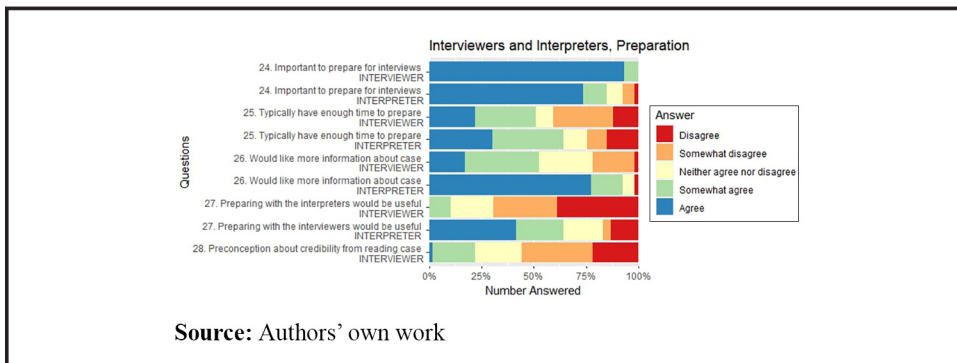 Interviewers and Interpreters, Preparation
24. Important to prepare for interviews
INTERVIEWER
24. Important to prepare for interviews
INTERPRETER
25. Typically have enough time to prepare
INTERVIEWER
25. Typically have enough time to prepare
INTERPRETER
26. Would like more information about case
INTERVIEWER
26. Would like more information about case
INTERPRETER
27. Preparing with the interpreters would be useful
INTERVIEWER
27. Preparing with the interviewers would be useful
INTERPRETER
28. Preconception about credibility from reading case
INTERVIEWER
Questions
0% 25% 50% 75% 100%
Number Answered
Answer
Disagree
Somewhat disagree
Neither agree nor disagree
Somewhat agree
Agree
Source: Authors’ own work